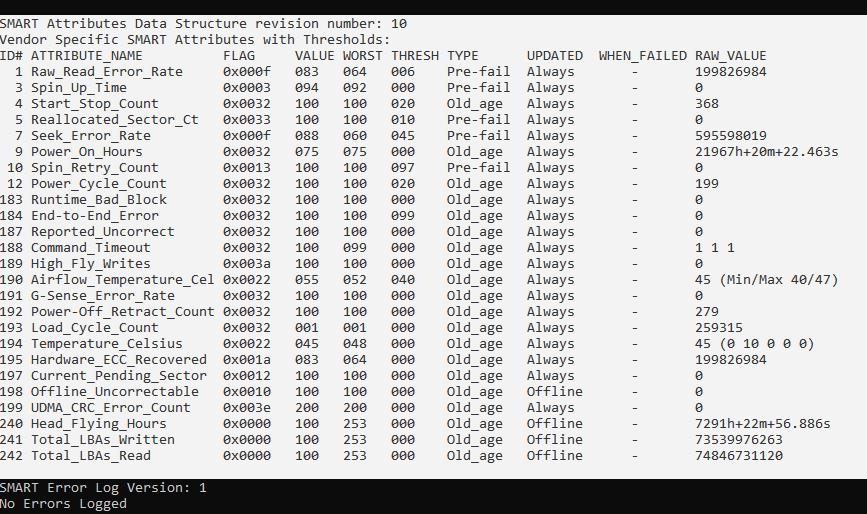 SMART Attributes Data Structure revision number: 10
Vendor Specific SMART Attributes with Thresholds:
ID# ATTRIBUTE_NAME FLAG VALUE WORST THRESH TYPE UPDATED WHEN_FAILED RAW_VALUE
1 Raw_Read_Error_Rate 0x000f 083 064 006 Pre-fail Always - 199826984
3 Spin_Up_Time 0x0003 094 092 000 Pre-fail Always - 0
4 Start_Stop_Count 0x0032 100 100 020 Old_age Always - 368
5 Reallocated_Sector_Ct 0x0033 100 100 010 Pre-fail Always - 0
7 Seek_Error_Rate 0x000f 088 060 045 Pre-fail Always - 595598019
9 Power_On_Hours 0x0032 075 075 000 Old_age Always - 21967h+20m+22.463s
10 Spin_Retry_Count 0x0013 100 100 097 Pre-fail Always - 0
12 Power_Cycle_Count 0x0032 100 100 020 Old_age Always - 199
183 Runtime_Bad_Block 0x0032 100 100 000 Old_age Always - 0
184 End-to-End_Error 0x0032 100 100 099 Old_age Always - 0
187 Reported_Uncorrect 0x0032 100 100 000 Old_age Always - 0
188 Command_Timeout 0x0032 100 099 000 Old_age Always - 1 1 1
189 High_Fly_Writes 0x003a 100 100 000 Old_age Always - 0
190 Airflow_Temperature_Cel 0x0022 055 052 040 Old_age Always - 45 (Min/Max 40/47)
191 G-Sense_Error_Rate 0x0032 100 100 000 Old_age Always - 0
192 Power-Off_Retract_Count 0x0032 100 100 000 Old_age Always - 279
193 Load_Cycle_Count 0x0032 001 001 000 Old_age Always - 259315
194 Temperature_Celsius 0x0022 045 048 000 Old_age Always - 45 (0 10 0 0 0)
195 Hardware_ECC_Recovered 0x001a 083 064 000 Old_age Always - 199826984
197 Current_Pending_Sector 0x0012 100 100 000 Old_age Always - 0
198 Offline_Uncorrectable 0x0010 100 100 000 Old_age Offline - 0
199 UDMA_CRC_Error_Count 0x003e 200 200 000 Old_age Always - 0
240 Head_Flying_Hours 0x0000 100 253 000 Old_age Offline - 7291h+22m+56.886s
241 Total_LBAs_Written 0x0000 100 253 000 Old_age Offline - 73539976263
242 Total_LBAs_Read 0x0000 100 253 000 Old_age Offline - 74846731120
SMART Error Log Version: 1
No Errors Logged